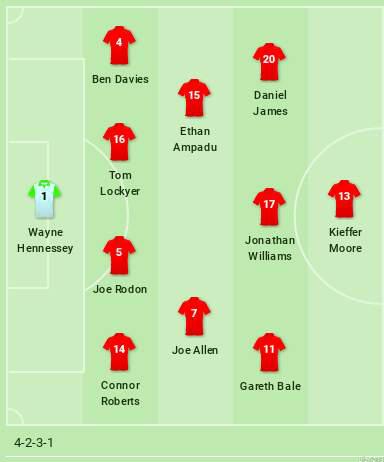 1
Wayne
Hennessey
4
Ben Davies
16
Tom
Lockyer
5
Joe Rodon
14
Connor
Roberts
15
Ethan
Ampadu
7
Joe Allen
20
Daniel
James
17
Jonathan
Williams
11
Gareth Bale
13
Kieffer
Moore
4-2-3-1